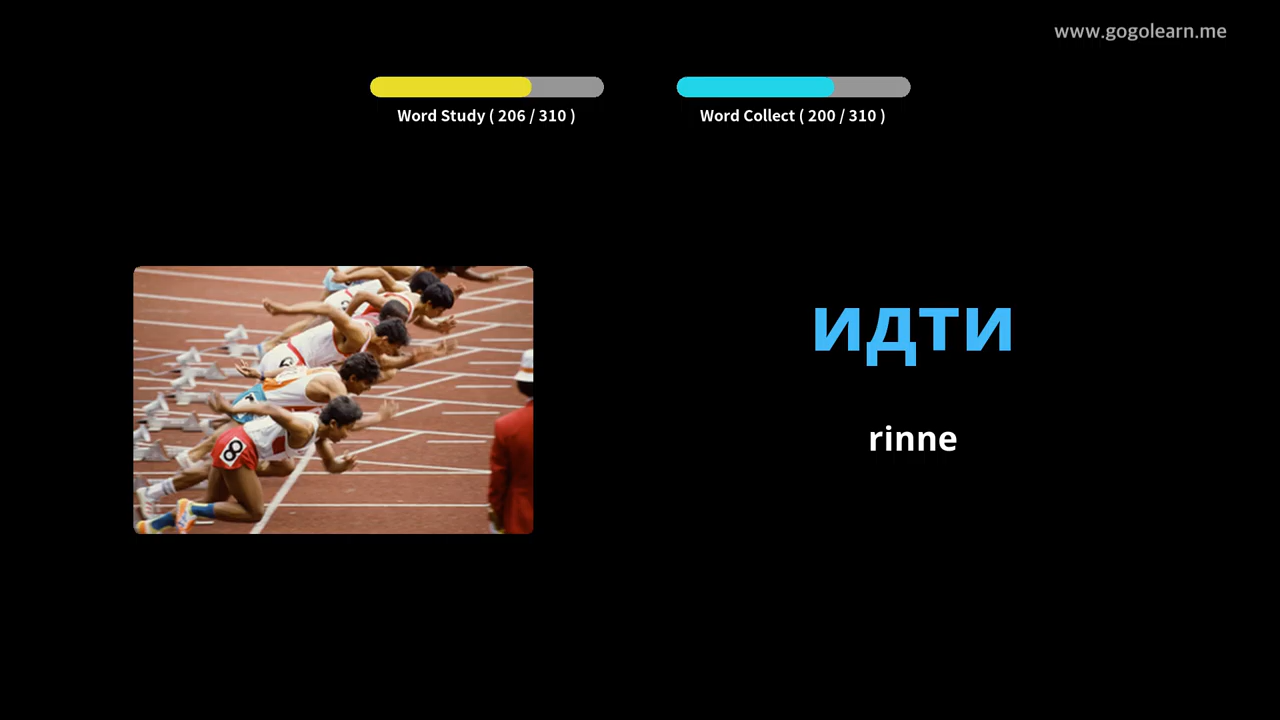 www.gogolearn.me
Word Study ( 206 / 310 )
Word Collect ( 200 / 310 )
идти
rinne
8